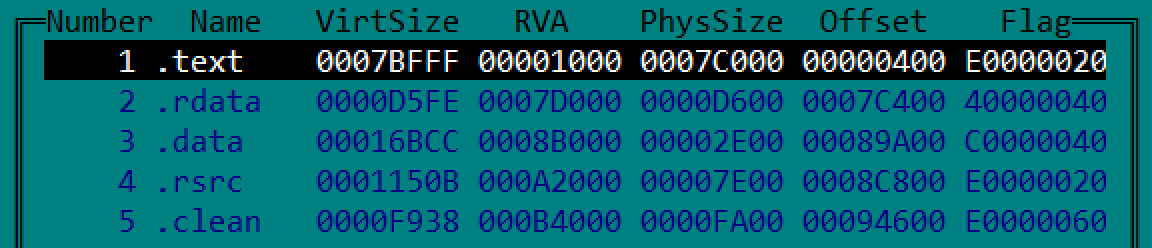 Number Name VirtSize RVA PhysSize Offset Flag
1 .text 0007BFFF 00001000 0007C000 00000400 E0000020
2 .rdata 0000D5FE 0007D000 0000D600 0007C400 40000040
3 .data 00016BCC 0008B000 00002E00 00089A00 C0000040
4 .rsrc 0001150B 000A2000 00007E00 0008C800 E0000020
5 .clean 0000F938 000B4000 0000FA00 00094600 E0000060